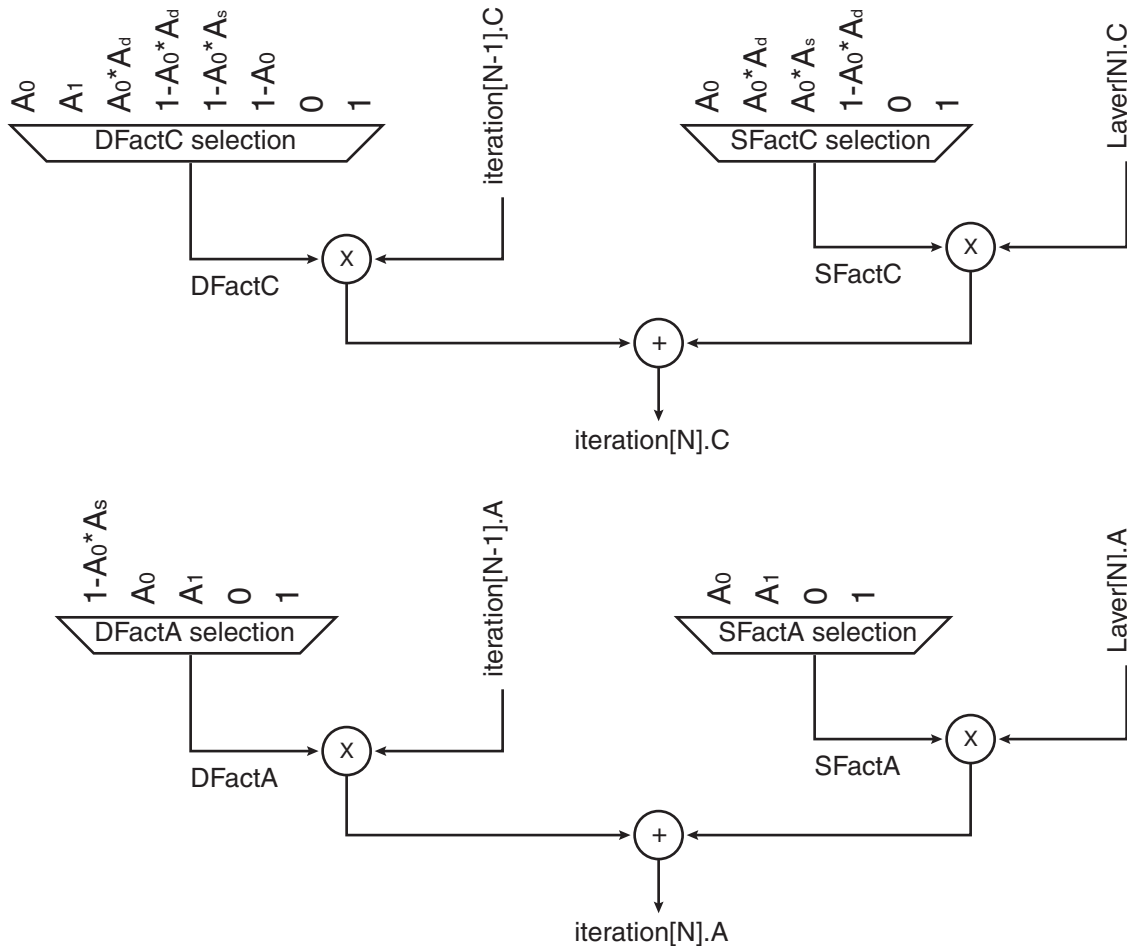 A0
A1
A0*Ad
1-A0*Ad
1-A0*As
1-A0
0
1
DFactC selection
iteration[N-1].C
A0
A0*Ad
A0*As
1-A0*Ad
0
1
SFactC selection
Layer[N].C
X
DFactC
X
SFactC
+
iteration[N].C
1-A0*As
A0
A1
0
1
DFactA selection
iteration[N-1].A
A0
A1
0
1
SFactA selection
Layer[N].A
X
DFactA
X
SFactA
+
iteration[N].A